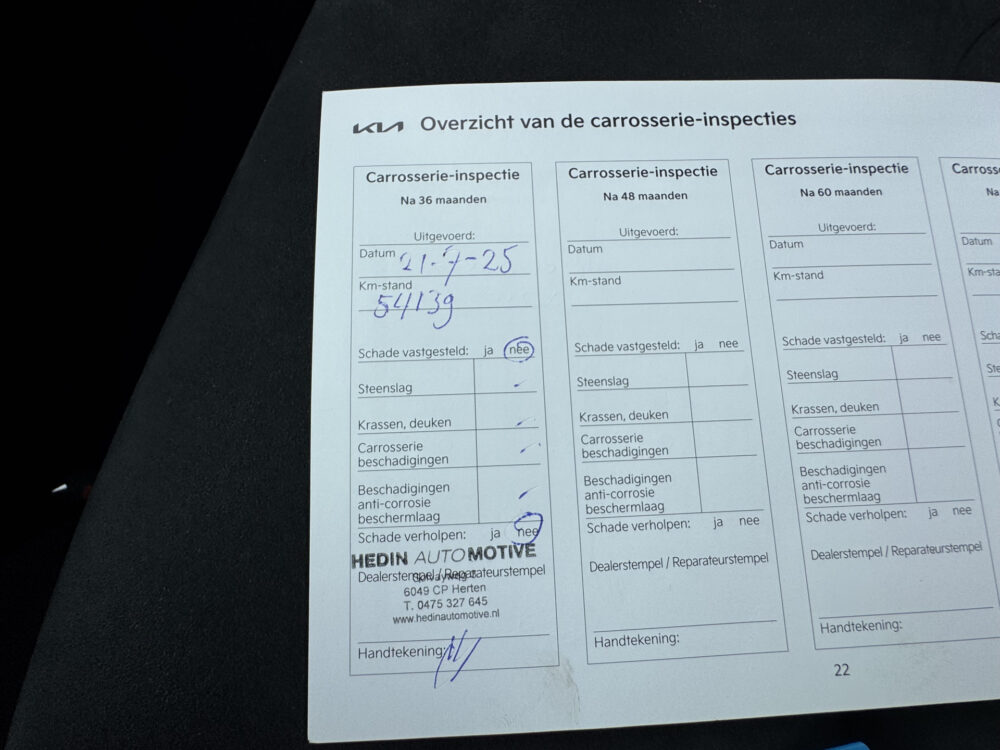 KIA Overzicht van de carrosserie-inspecties
Carrosserie-inspectie
Na 36 maanden
Uitgevoerd:
Datum 21-7-25
Km-stand
54139
Schade vastgesteld: ja nee
Steenslag
Krassen, deuken
Carrosserie
beschadigingen
Beschadigingen
anti-corrosie
beschermlaag
Schade verholpen: ja nee
HEDIN AUTOMOTIVE
Dealerstempel / Reparateurstempel
6049 CP Herten
T. 0475 327 645
www.hedinautomotive.nl
Handtekening:
Carrosserie-inspectie
Na 48 maanden
Uitgevoerd:
Datum
Km-stand
Schade vastgesteld: ja nee
Steenslag
Krassen, deuken
Carrosserie
beschadigingen
Beschadigingen
anti-corrosie
beschermlaag
Schade verholpen: ja nee
Dealerstempel / Reparateurstempel
Handtekening:
Carrosserie-inspectie
Na 60 maanden
Uitgevoerd:
Datum
Km-stand
Schade vastgesteld: ja nee
Steenslag
Krassen, deuken
Carrosserie
beschadigingen
Beschadigingen
anti-corrosie
beschermlaag
Schade verholpen: ja nee
Dealerstempel / Reparateurstempel
Handtekening:
22
Carross
Na
Datum
Km-sta